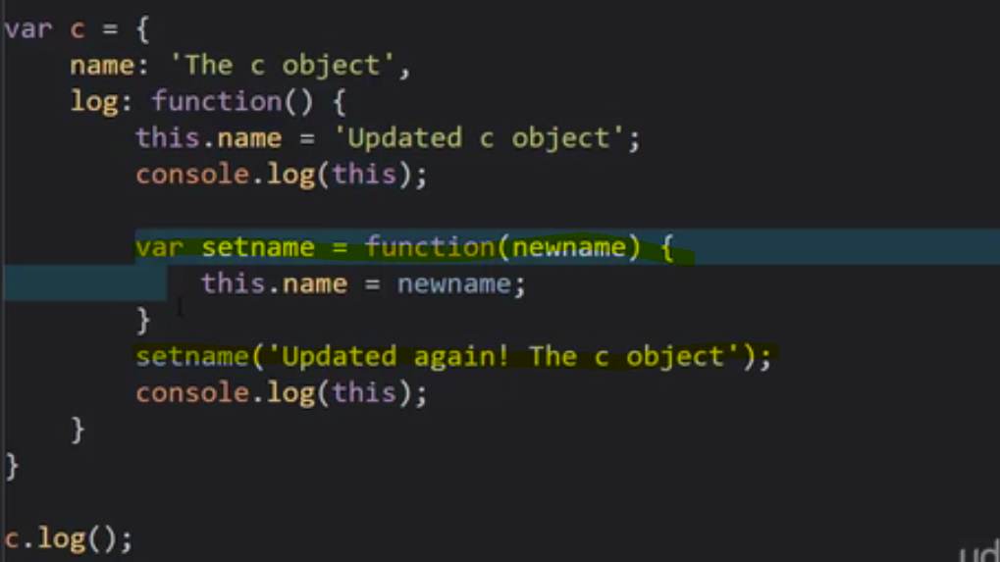 var c = {
    name: 'The c object',
    log: function() {
        this.name = 'Updated c object';
        console.log(this);

        var setname = function(newname) {
            this.name = newname;
        }
        setname('Updated again! The c object');
        console.log(this);
    }
}

c.log();
ud